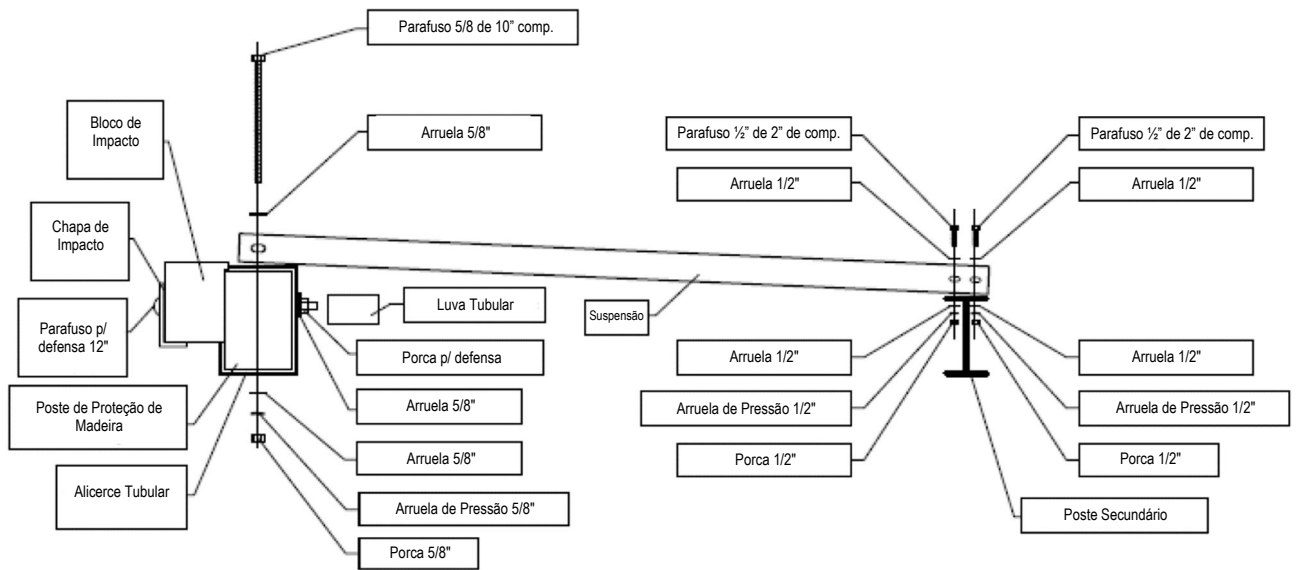 Parafuso 5/8 de 10” comp.
Arruela 5/8"
Bloco de
Impacto
Chapa de
Impacto
Parafuso p/
defensa 12"
Poste de Proteção de
Madeira
Alicerce Tubular
Luva Tubular
Porca p/ defensa
Arruela 5/8"
Arruela 5/8"
Arruela de Pressão 5/8"
Porca 5/8"
Suspensão
Parafuso ½” de 2” de comp.
Arruela 1/2"
Parafuso ½” de 2” de comp.
Arruela 1/2"
Arruela 1/2"
Arruela de Pressão 1/2"
Porca 1/2"
Arruela 1/2"
Arruela de Pressão 1/2"
Porca 1/2"
Poste Secundário